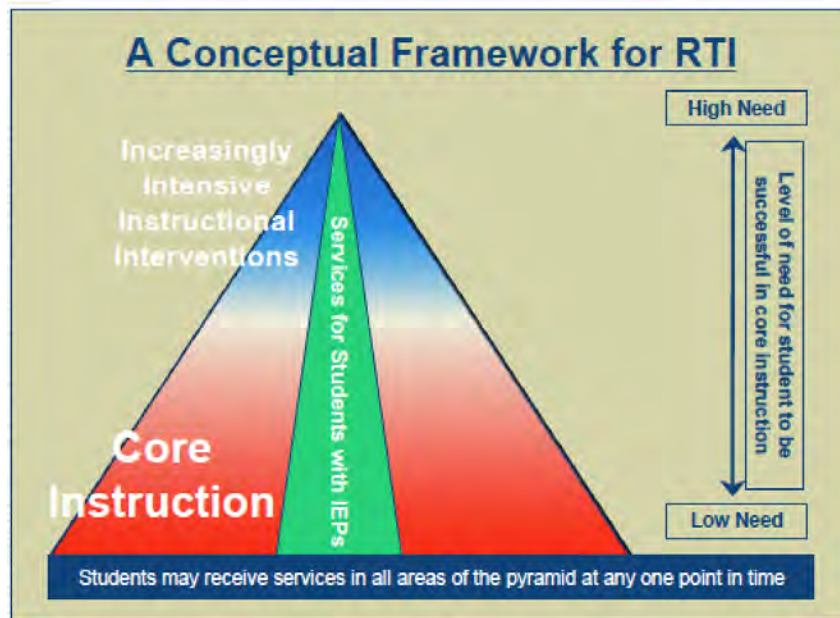 A Conceptual Framework for RTI
High Need
Increasingly
Intensive
Instructional
Interventions
Services for Students with IEPs
Level of need for student to be
successful in core instruction
Core
Instruction
Low Need
Students may receive services in all areas of the pyramid at any one point in time